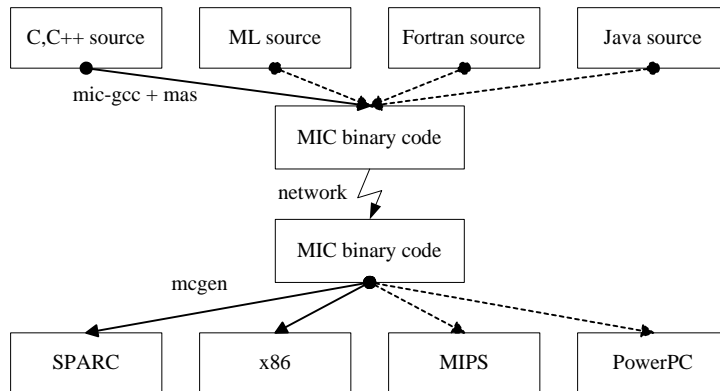 C,C++ source
ML source
Fortran source
Java source
mic-gcc + mas
MIC binary code
network
MIC binary code
mcgen
SPARC
x86
MIPS
PowerPC